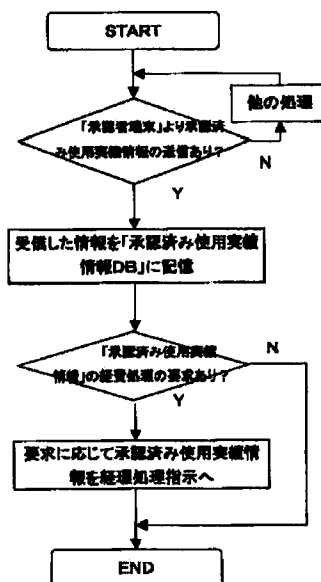 START
他の処理
「承認者端末」より承認済
み使用実績情報の送信あり?
N
Y
受信した情報を「承認済み使用実績
情報DB」に記憶
「承認済み使用実績
情報」の経費処理の要求あり?
N
Y
要求に応じて承認済み使用実績情
報を経理処理指示へ
END